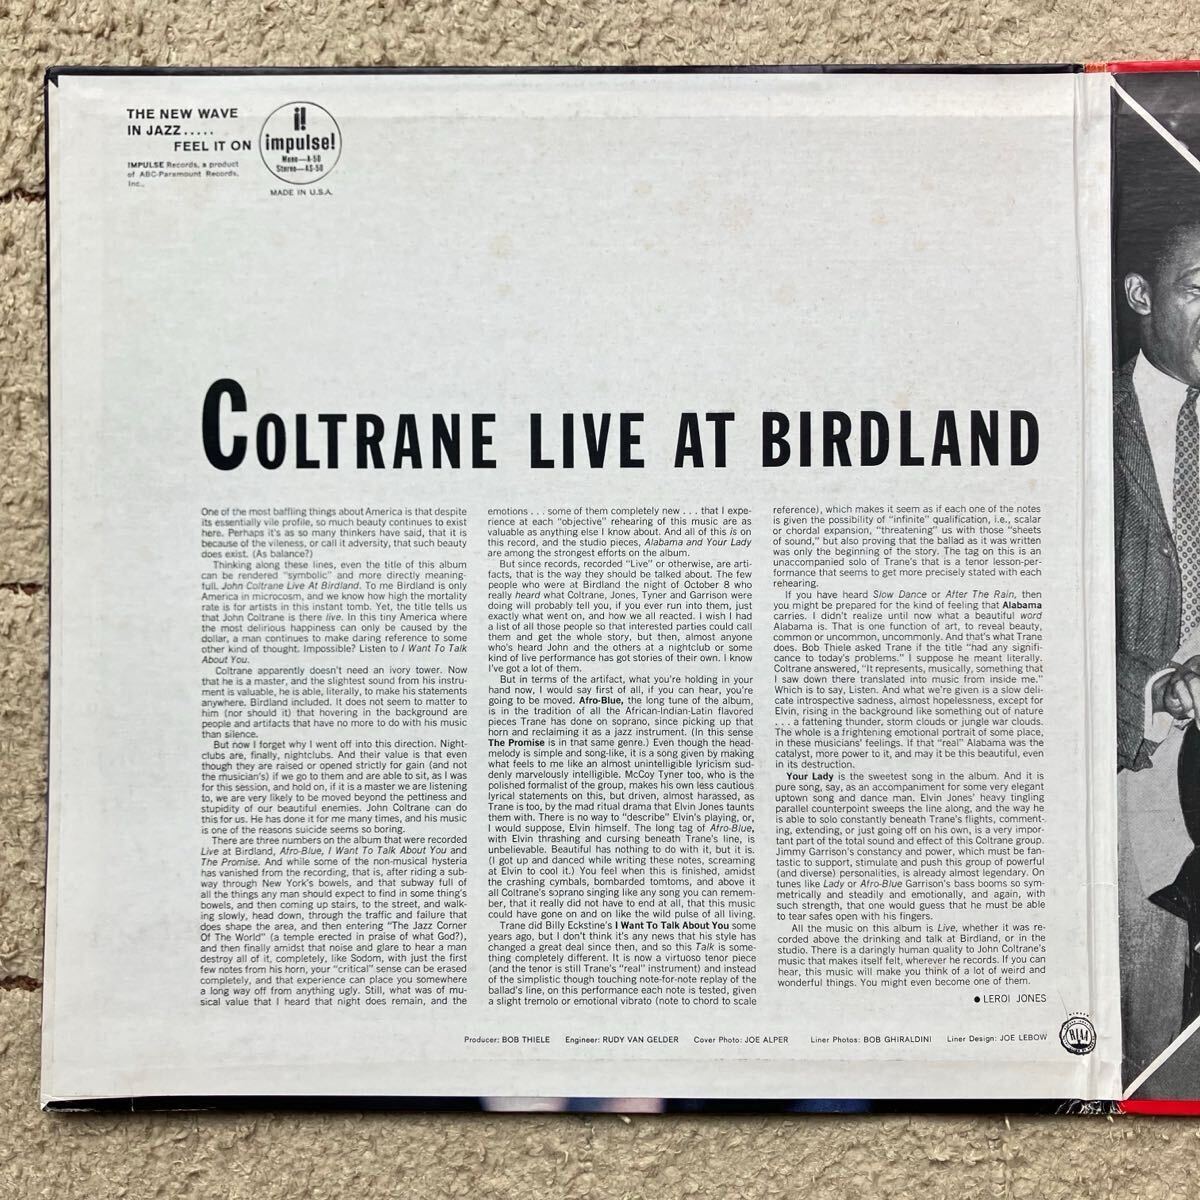 THE NEW WAVE
IN JAZZ.....
FEEL IT ON
IMPULSE Records, a product
of ABC-Paramount Records,
Inc.,
i!
impulse!
Mono—A-50
Stereo—AS-50
MADE IN U.S.A.
COLTRANE LIVE AT BIRDLAND
One of the most baffling things about America is that despite
its essentially vile profile, so much beauty continues to exist
here. Perhaps it's as so many thinkers have said, that it is
because of the vileness, or call it adversity, that such beauty
does exist. (As balance?)
Thinking along these lines, even the title of this album
can be rendered "symbolic" and more directly meaning-
full. John Coltrane Live At Birdland. To me Birdland is only
America in microcosm, and we know how high the mortality
rate is for artists in this instant tomb. Yet, the title tells us
that John Coltrane is there live. In this tiny America where
the most delirious happiness can only be caused by the
dollar, a man continues to make daring reference to some
other kind of thought. Impossible? Listen to I Want To Talk
About You.
Coltrane apparently doesn't need an ivory tower. Now
that he is a master, and the slightest sound from his instru-
ment is valuable, he is able, literally, to make his statements
anywhere. Birdland included. It does not seem to matter to
him (nor should it) that hovering in the background are
people and artifacts that have no more to do with his music
than silence.
But now I forget why I went off into this direction. Night-
clubs are, finally, nightclubs. And their value is that even
though they are raised or opened strictly for gain (and not
the musician's) if we go to them and are able to sit, as I was
for this session, and hold on, if it is a master we are listening
to, we are very likely to be moved beyond the pettiness and
stupidity of our beautiful enemies. John Coltrane can do
this for us. He has done it for me many times, and his music
is one of the reasons suicide seems so boring.
There are three numbers on the album that were recorded
Live at Birdland, Afro-Blue, I Want To Talk About You and
The Promise. And while some of the non-musical hysteria
has vanished from the recording, that is, after riding a sub-
way through New York's bowels, and that subway full of
all the things any man should expect to find in some thing's
bowels, and then coming up stairs, to the street, and walk-
ing slowly, head down, through the traffic and failure that
does shape the area, and then entering "The Jazz Corner
Of The World" (a temple erected in praise of what God?),
and then finally amidst that noise and glare to hear a man
destroy all of it, completely, like Sodom, with just the first
few notes from his horn, your "critical" sense can be erased
completely, and that experience can place you somewhere
a long way off from anything ugly. Still, what was of mu-
sical value that I heard that night does remain, and the
emotions . . . some of them completely new . . . that I expe-
rience at each "objective" rehearing of this music are as
valuable as anything else I know about. And all of this is on
this record, and the studio pieces, Alabama and Your Lady
are among the strongest efforts on the album.
But since records, recorded "Live" or otherwise, are arti-
facts, that is the way they should be talked about. The few
people who were at Birdland the night of October 8 who
really heard what Coltrane, Jones, Tyner and Garrison were
doing will probably tell you, if you ever run into them, just
exactly what went on, and how we all reacted. I wish I had
a list of all those people so that interested parties could call
them and get the whole story, but then, almost anyone
who's heard John and the others at a nightclub or some
kind of live performance has got stories of their own. I know
I've got a lot of them.
But in terms of the artifact, what you're holding in your
hand now, I would say first of all, if you can hear, you're
going to be moved. Afro-Blue, the long tune of the album,
is in the tradition of all the African-Indian-Latin flavored
pieces Trane has done on soprano, since picking up that
horn and reclaiming it as a jazz instrument. (In this sense
The Promise is in that same genre.) Even though the head-
melody is simple and song-like, it is a song given by making
what feels to me like an almost unintelligible lyricism sud-
denly marvelously intelligible. McCoy Tyner too, who is the
polished formalist of the group, makes his own less cautious
lyrical statements on this, but driven, almost harassed, as
Trane is too, by the mad ritual drama that Elvin Jones taunts
them with. There is no way to "describe" Elvin's playing, or,
I would suppose, Elvin himself. The long tag of Afro-Blue,
with Elvin thrashing and cursing beneath Trane's line, is
unbelievable. Beautiful has nothing to do with it, but it is.
(I got up and danced while writing these notes, screaming
at Elvin to cool it.) You feel when this is finished, amidst
the crashing cymbals, bombarded tomtoms, and above it
all Coltrane's soprano singing like any song you can remem-
ber, that it really did not have to end at all, that this music
could have gone on and on like the wild pulse of all living.
Trane did Billy Eckstine's I Want To Talk About You some
years ago, but I don't think it's any news that his style has
changed a great deal since then, and so this Talk is some-
thing completely different. It is now a virtuoso tenor piece
(and the tenor is still Trane's "real" instrument) and instead
of the simplistic though touching note-for-note replay of the
ballad's line, on this performance each note is tested, given
a slight tremolo or emotional vibrato (note to chord to scale
reference), which makes it seem as if each one of the notes
is given the possibility of "infinite" qualification, i.e., scalar
or chordal expansion, "threatening" us with those "sheets
of sound," but also proving that the ballad as it was written
was only the beginning of the story. The tag on this is an
unaccompanied solo of Trane's that is a tenor lesson-per-
formance that seems to get more precisely stated with each
rehearing.
If you have heard Slow Dance or After The Rain, then
you might be prepared for the kind of feeling that Alabama
carries. I didn't realize until now what a beautiful word
Alabama is. That is one function of art, to reveal beauty,
common or uncommon, uncommonly. And that's what Trane
does. Bob Thiele asked Trane if the title "had any signifi-
cance to today's problems." I suppose he meant literally.
Coltrane answered, "It represents, musically, something that
I saw down there translated into music from inside me."
Which is to say, Listen. And what we're given is a slow deli-
cate introspective sadness, almost hopelessness, except for
Elvin, rising in the background like something out of nature
. . . a fattening thunder, storm clouds or jungle war clouds.
The whole is a frightening emotional portrait of some place,
in these musicians' feelings. If that "real" Alabama was the
catalyst, more power to it, and may it be this beautiful, even
in its destruction.
Your Lady is the sweetest song in the album. And it is
pure song, say, as an accompaniment for some very elegant
uptown song and dance man. Elvin Jones' heavy tingling
parallel counterpoint sweeps the line along, and the way he
is able to solo constantly beneath Trane's flights, comment-
ing, extending, or just going off on his own, is a very impor-
tant part of the total sound and effect of this Coltrane group.
Jimmy Garrison's constancy and power, which must be fan-
tastic to support, stimulate and push this group of powerful
(and diverse) personalities, is already almost legendary. On
tunes like Lady or Afro-Blue Garrison's bass booms so sym-
metrically and steadily and emotionally, and again, with
such strength, that one would guess that he must be able
to tear safes open with his fingers.
All the music on this album is Live, whether it was re-
corded above the drinking and talk at Birdland, or in the
studio. There is a daringly human quality to John Coltrane's
music that makes itself felt, wherever he records. If you can
hear, this music will make you think of a lot of weird and
wonderful things. You might even become one of them.
● LEROI JONES
Producer: BOB THIELE Engineer: RUDY VAN GELDER Cover Photo: JOE ALPER Liner Photos: BOB GHIRALDINI Liner Design: JOE LEBOW
RIAA